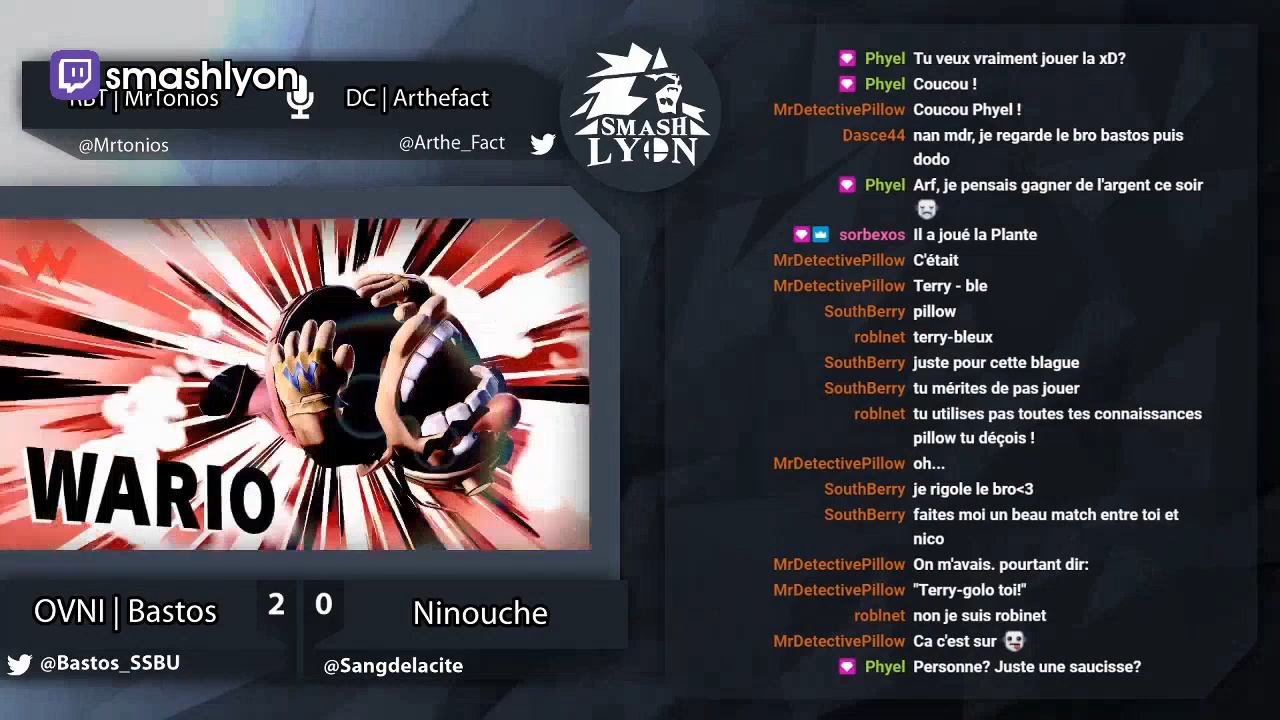 smashlyon
RBT | MrTonios
DC | Arthefact
@Mrtonios
@Arthe_Fact
SMASH
LYON
WARIO
OVNI | Bastos
2
0
Ninouche
@Bastos_SSBU
@Sangdelacite
Phyel Tu veux vraiment jouer la xD?
Phyel Coucou !
MrDetectivePillow Coucou Phyel !
Dasce44 nan mdr, je regarde le bro bastos puis
dodo
Phyel Arf, je pensais gagner de l'argent ce soir
sorbexos Il a joué la Plante
MrDetectivePillow C'était
MrDetectivePillow Terry - ble
SouthBerry pillow
roblnet terry-bleux
SouthBerry juste pour cette blague
SouthBerry tu mérites de pas jouer
roblnet tu utilises pas toutes tes connaissances
pillow tu déçois !
MrDetectivePillow oh...
SouthBerry je rigole le bro<3
SouthBerry faites moi un beau match entre toi et
nico
MrDetectivePillow On m'avais. pourtant dir:
MrDetectivePillow "Terry-golo toi!"
roblnet non je suis robinet
MrDetectivePillow Ca c'est sur
Phyel Personne? Juste une saucisse?